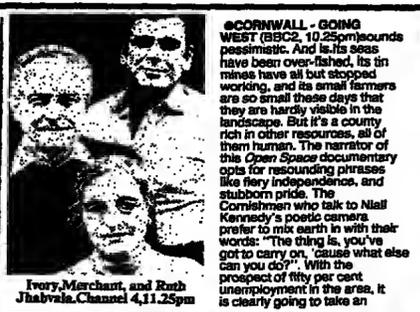 Ivory,Merchant, and Ruth
Jhabvala.Channel 4,11.25pm
●CORNWALL - GOING
WEST (BBC2, 10.25pm)sounds
pessimistic. And is.Its seas
have been over-fished, its tin
mines have all but stopped
working, and its small farmers
are so small these days that
they are hardly visible in the
landscape. But it's a county
rich in other resources, all of
them human. The narrator of
this Open Space documentary
opts for resounding phrases
like fiery independence, and
stubborn pride. The
Cornishmen who talk to Niall
Kennedy's poetic camera
prefer to mix earth in with their
words: "The thing is, you've
got to carry on, 'cause what else
can you do?". With the
prospect of fifty per cent
unemployment in the area, it
is clearly going to take an